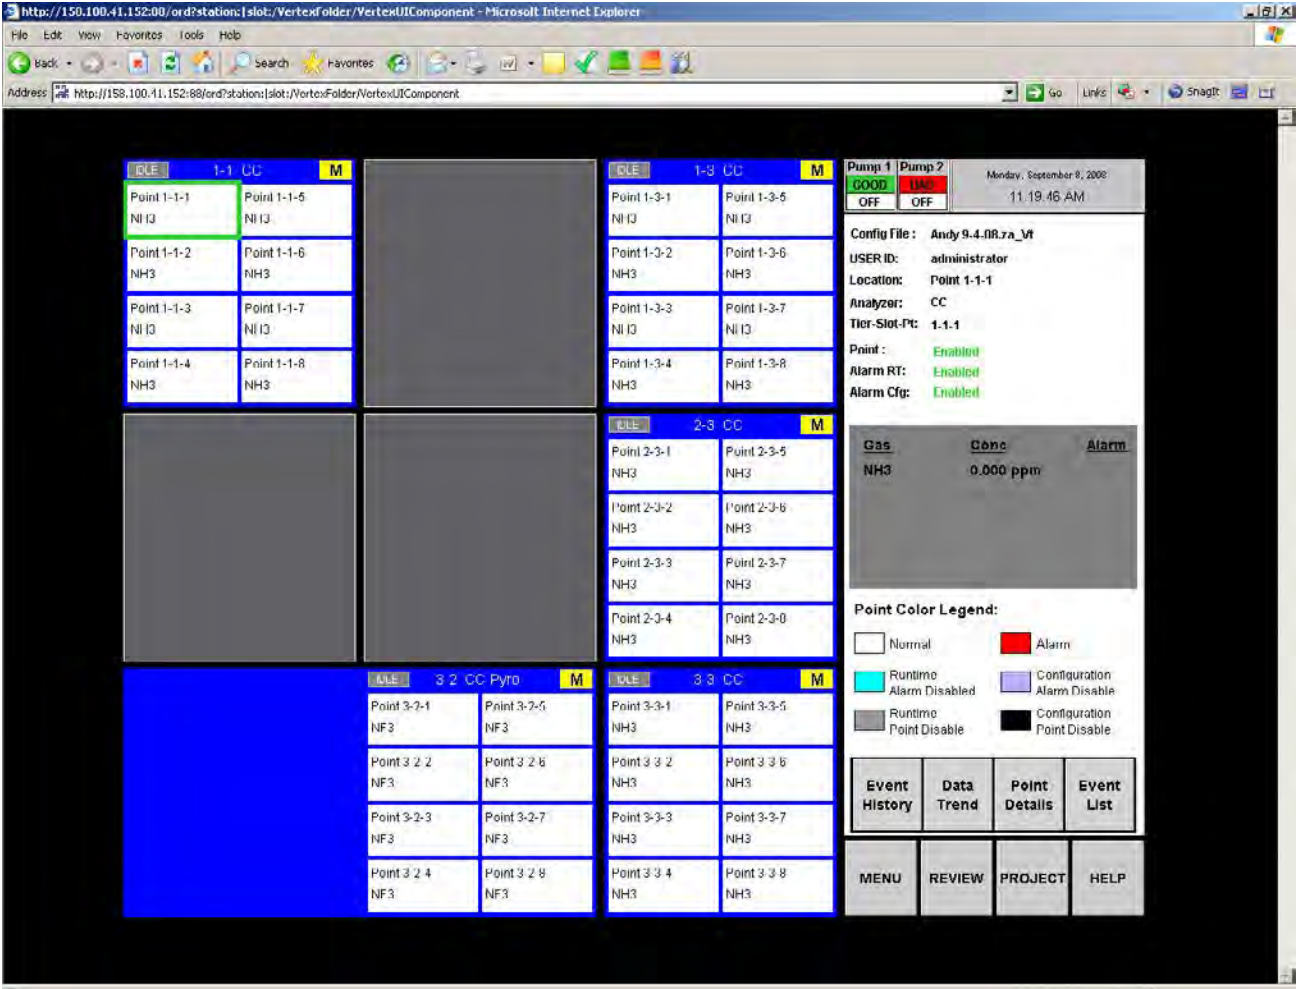 http://150.100.41.152:88/ord?station:|slot:/VertexFolder/VertexUIComponent - Microsoft Internet Explorer
File Edit View Favorites Tools Help
Back Search Favorites
Address http://158.100.41.152:88/ord?station:|slot:/VertexFolder/VertexUIComponent Go Links SnagIt
IDLE 1-1 CC M
Point 1-1-1 Point 1-1-5
NH3 NH3
Point 1-1-2 Point 1-1-6
NH3 NH3
Point 1-1-3 Point 1-1-7
NH3 NH3
Point 1-1-4 Point 1-1-8
NH3 NH3
IDLE 1-3 CC M
Point 1-3-1 Point 1-3-5
NH3 NH3
Point 1-3-2 Point 1-3-6
NH3 NH3
Point 1-3-3 Point 1-3-7
NH3 NH3
Point 1-3-4 Point 1-3-8
NH3 NH3
IDLE 2-3 CC M
Point 2-3-1 Point 2-3-5
NH3 NH3
Point 2-3-2 Point 2-3-6
NH3 NH3
Point 2-3-3 Point 2-3-7
NH3 NH3
Point 2-3-4 Point 2-3-8
NH3 NH3
IDLE 3-2 CC Pyro M
Point 3-2-1 Point 3-2-5
NF3 NF3
Point 3-2-2 Point 3-2-6
NF3 NF3
Point 3-2-3 Point 3-2-7
NF3 NF3
Point 3-2-4 Point 3-2-8
NF3 NF3
IDLE 3-3 CC M
Point 3-3-1 Point 3-3-5
NH3 NH3
Point 3-3-2 Point 3-3-6
NH3 NH3
Point 3-3-3 Point 3-3-7
NH3 NH3
Point 3-3-4 Point 3-3-8
NH3 NH3
Pump 1 Pump 2
GOOD BAD
OFF OFF
Monday, September 8, 2008
11:19:46 AM
Config File : Andy 9-4-08.za_Vt
USER ID: administrator
Location: Point 1-1-1
Analyzer: CC
Tier-Slot-Pt: 1-1-1
Point : Enabled
Alarm RT: Enabled
Alarm Cfg: Enabled
Gas Conc Alarm
NH3 0.000 ppm
Point Color Legend:
Normal Alarm
Runtime Configuration
Alarm Disabled Alarm Disable
Runtime Configuration
Point Disable Point Disable
Event Data Point Event
History Trend Details List
MENU REVIEW PROJECT HELP